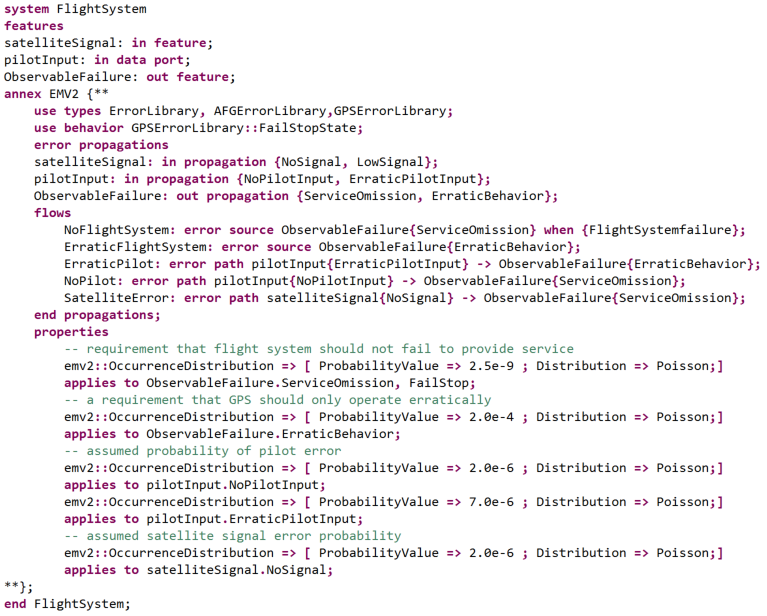 system FlightSystem
features
satelliteSignal: in feature;
pilotInput: in data port;
ObservableFailure: out feature;
annex EMV2 {**
    use types ErrorLibrary, AFGErrorLibrary,GPSErrorLibrary;
    use behavior GPSErrorLibrary::FailStopState;
    error propagations
    satelliteSignal: in propagation {NoSignal, LowSignal};
    pilotInput: in propagation {NoPilotInput, ErraticPilotInput};
    ObservableFailure: out propagation {ServiceOmission, ErraticBehavior};
    flows
        NoFlightSystem: error source ObservableFailure{ServiceOmission} when {FlightSystemfailure};
        ErraticFlightSystem: error source ObservableFailure{ErraticBehavior};
        ErraticPilot: error path pilotInput{ErraticPilotInput} -> ObservableFailure{ErraticBehavior};
        NoPilot: error path pilotInput{NoPilotInput} -> ObservableFailure{ServiceOmission};
        SatelliteError: error path satelliteSignal{NoSignal} -> ObservableFailure{ServiceOmission};
    end propagations;
    properties
        -- requirement that flight system should not fail to provide service
        emv2::OccurrenceDistribution => [ ProbabilityValue => 2.5e-9 ; Distribution => Poisson;]
        applies to ObservableFailure.ServiceOmission, FailStop;
        -- a requirement that GPS should only operate erratically
        emv2::OccurrenceDistribution => [ ProbabilityValue => 2.0e-4 ; Distribution => Poisson;]
        applies to ObservableFailure.ErraticBehavior;
        -- assumed probability of pilot error
        emv2::OccurrenceDistribution => [ ProbabilityValue => 2.0e-6 ; Distribution => Poisson;]
        applies to pilotInput.NoPilotInput;
        emv2::OccurrenceDistribution => [ ProbabilityValue => 7.0e-6 ; Distribution => Poisson;]
        applies to pilotInput.ErraticPilotInput;
        -- assumed satellite signal error probability
        emv2::OccurrenceDistribution => [ ProbabilityValue => 2.0e-6 ; Distribution => Poisson;]
        applies to satelliteSignal.NoSignal;
**};
end FlightSystem;